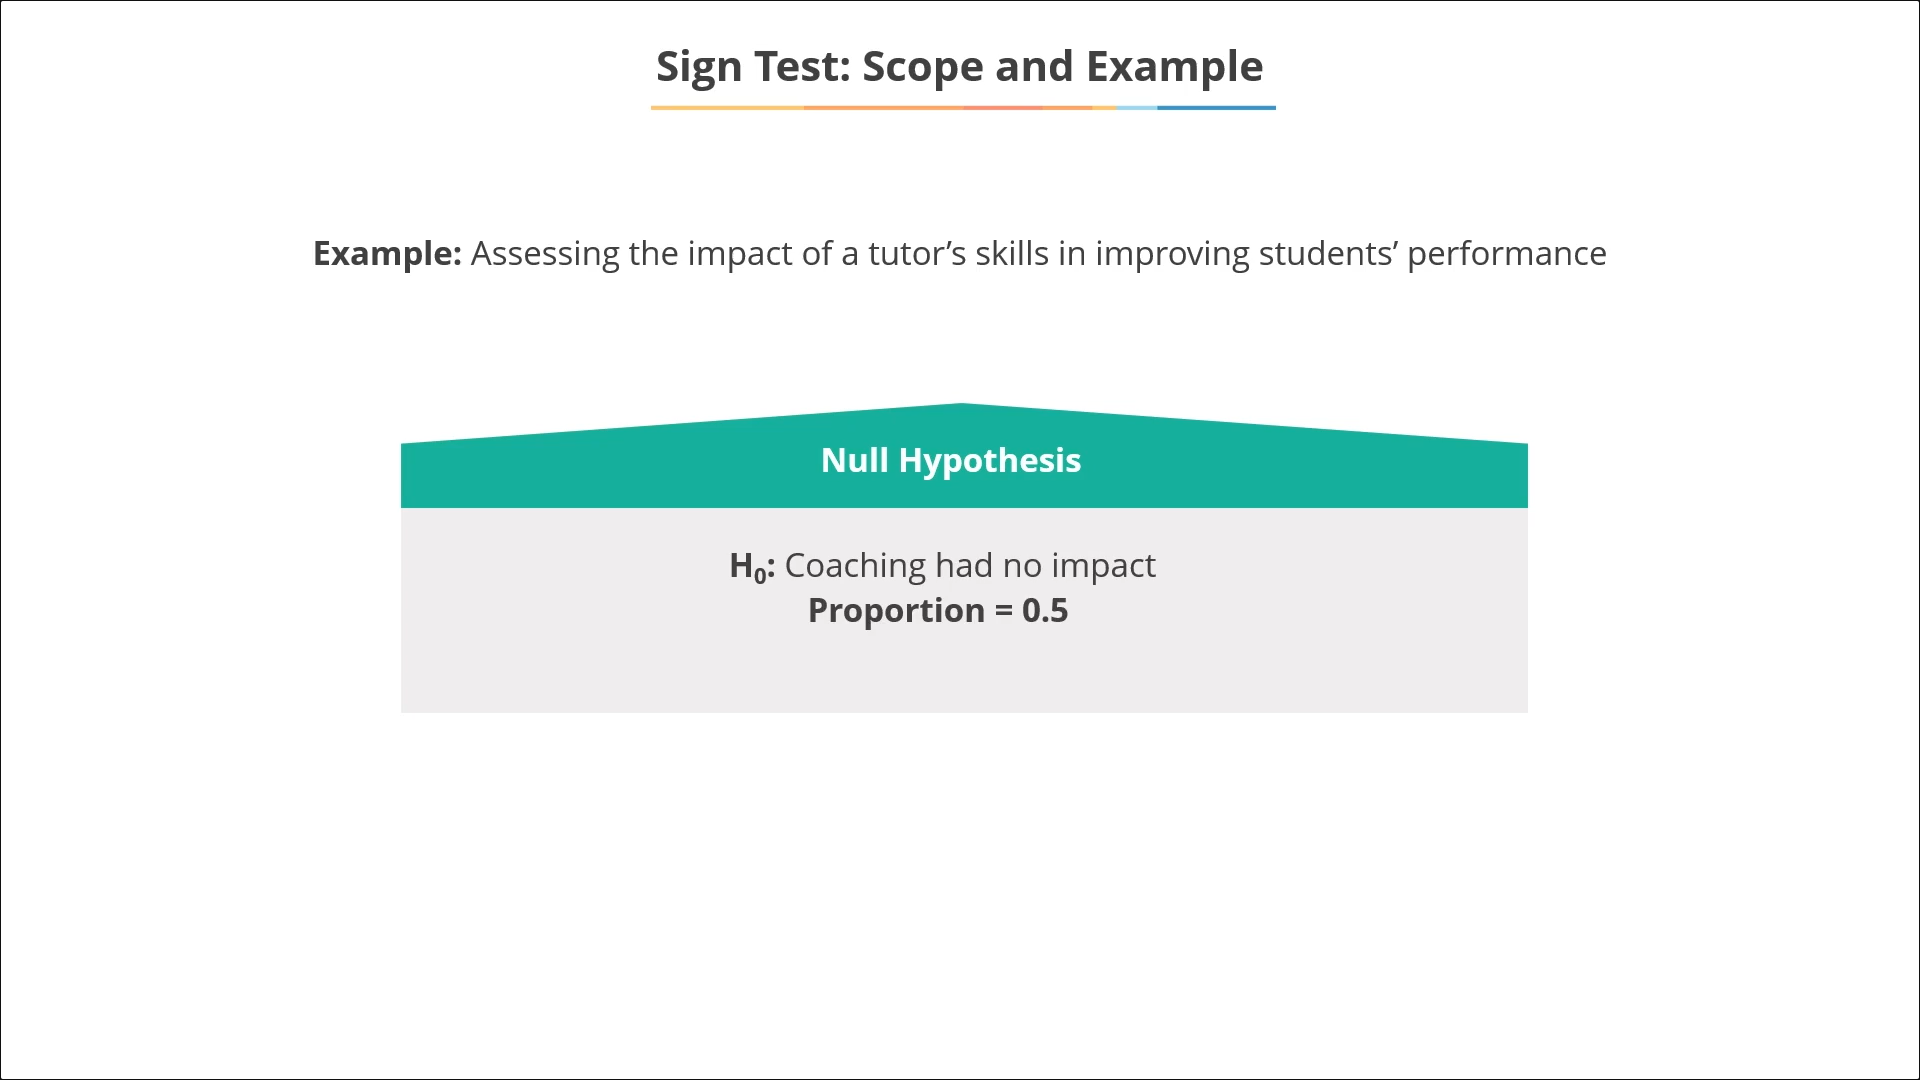 Sign Test: Scope and Example
Example: Assessing the impact of a tutor’s skills in improving students’ performance
Null Hypothesis
H₀: Coaching had no impact
Proportion = 0.5